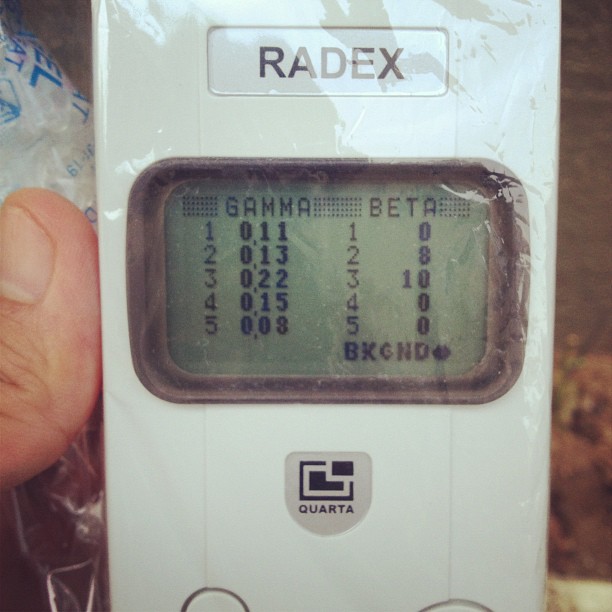 RADEX
GAMMA BETA
1 0,11 1 0
2 0,13 2 8
3 0,22 3 10
4 0,15 4 0
5 0,08 5 0
BKGND
QUARTA